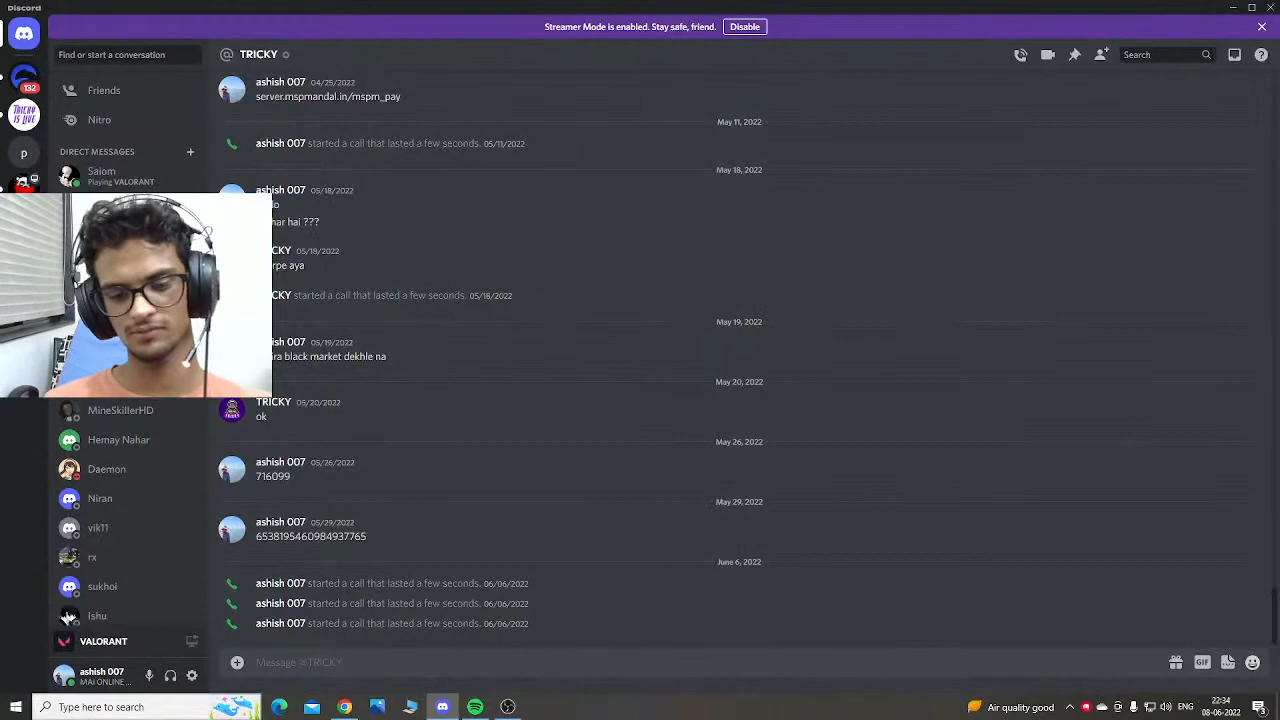 Discord
Streamer Mode is enabled. Stay safe, friend.
Disable
Find or start a conversation
TRICKY
Search
132
TRICKY IS LIVE
p
Friends
Nitro
DIRECT MESSAGES
Saiom
Playing VALORANT
ashish 007 04/25/2022
server.mspmandal.in/mspm_pay
May 11, 2022
ashish 007 started a call that lasted a few seconds. 05/11/2022
May 18, 2022
ashish 007 05/18/2022
har hai ???
CKY 05/18/2022
rpe aya
CKY started a call that lasted a few seconds. 05/18/2022
May 19, 2022
sh 007 05/19/2022
ra black market dekhle na
May 20, 2022
TRICKY 05/20/2022
ok
May 26, 2022
ashish 007 05/26/2022
716099
May 29, 2022
ashish 007 05/29/2022
6538195460984937765
June 6, 2022
ashish 007 started a call that lasted a few seconds. 06/06/2022
ashish 007 started a call that lasted a few seconds. 06/06/2022
ashish 007 started a call that lasted a few seconds. 06/06/2022
MineSkillerHD
Hemay Nahar
Daemon
Niran
vik11
rx
sukhoi
Ishu
VALORANT
ashish 007
MAI ONLINE ...
Message @TRICKY
GIF
Type here to search
Air quality good
22:34
08-06-2022